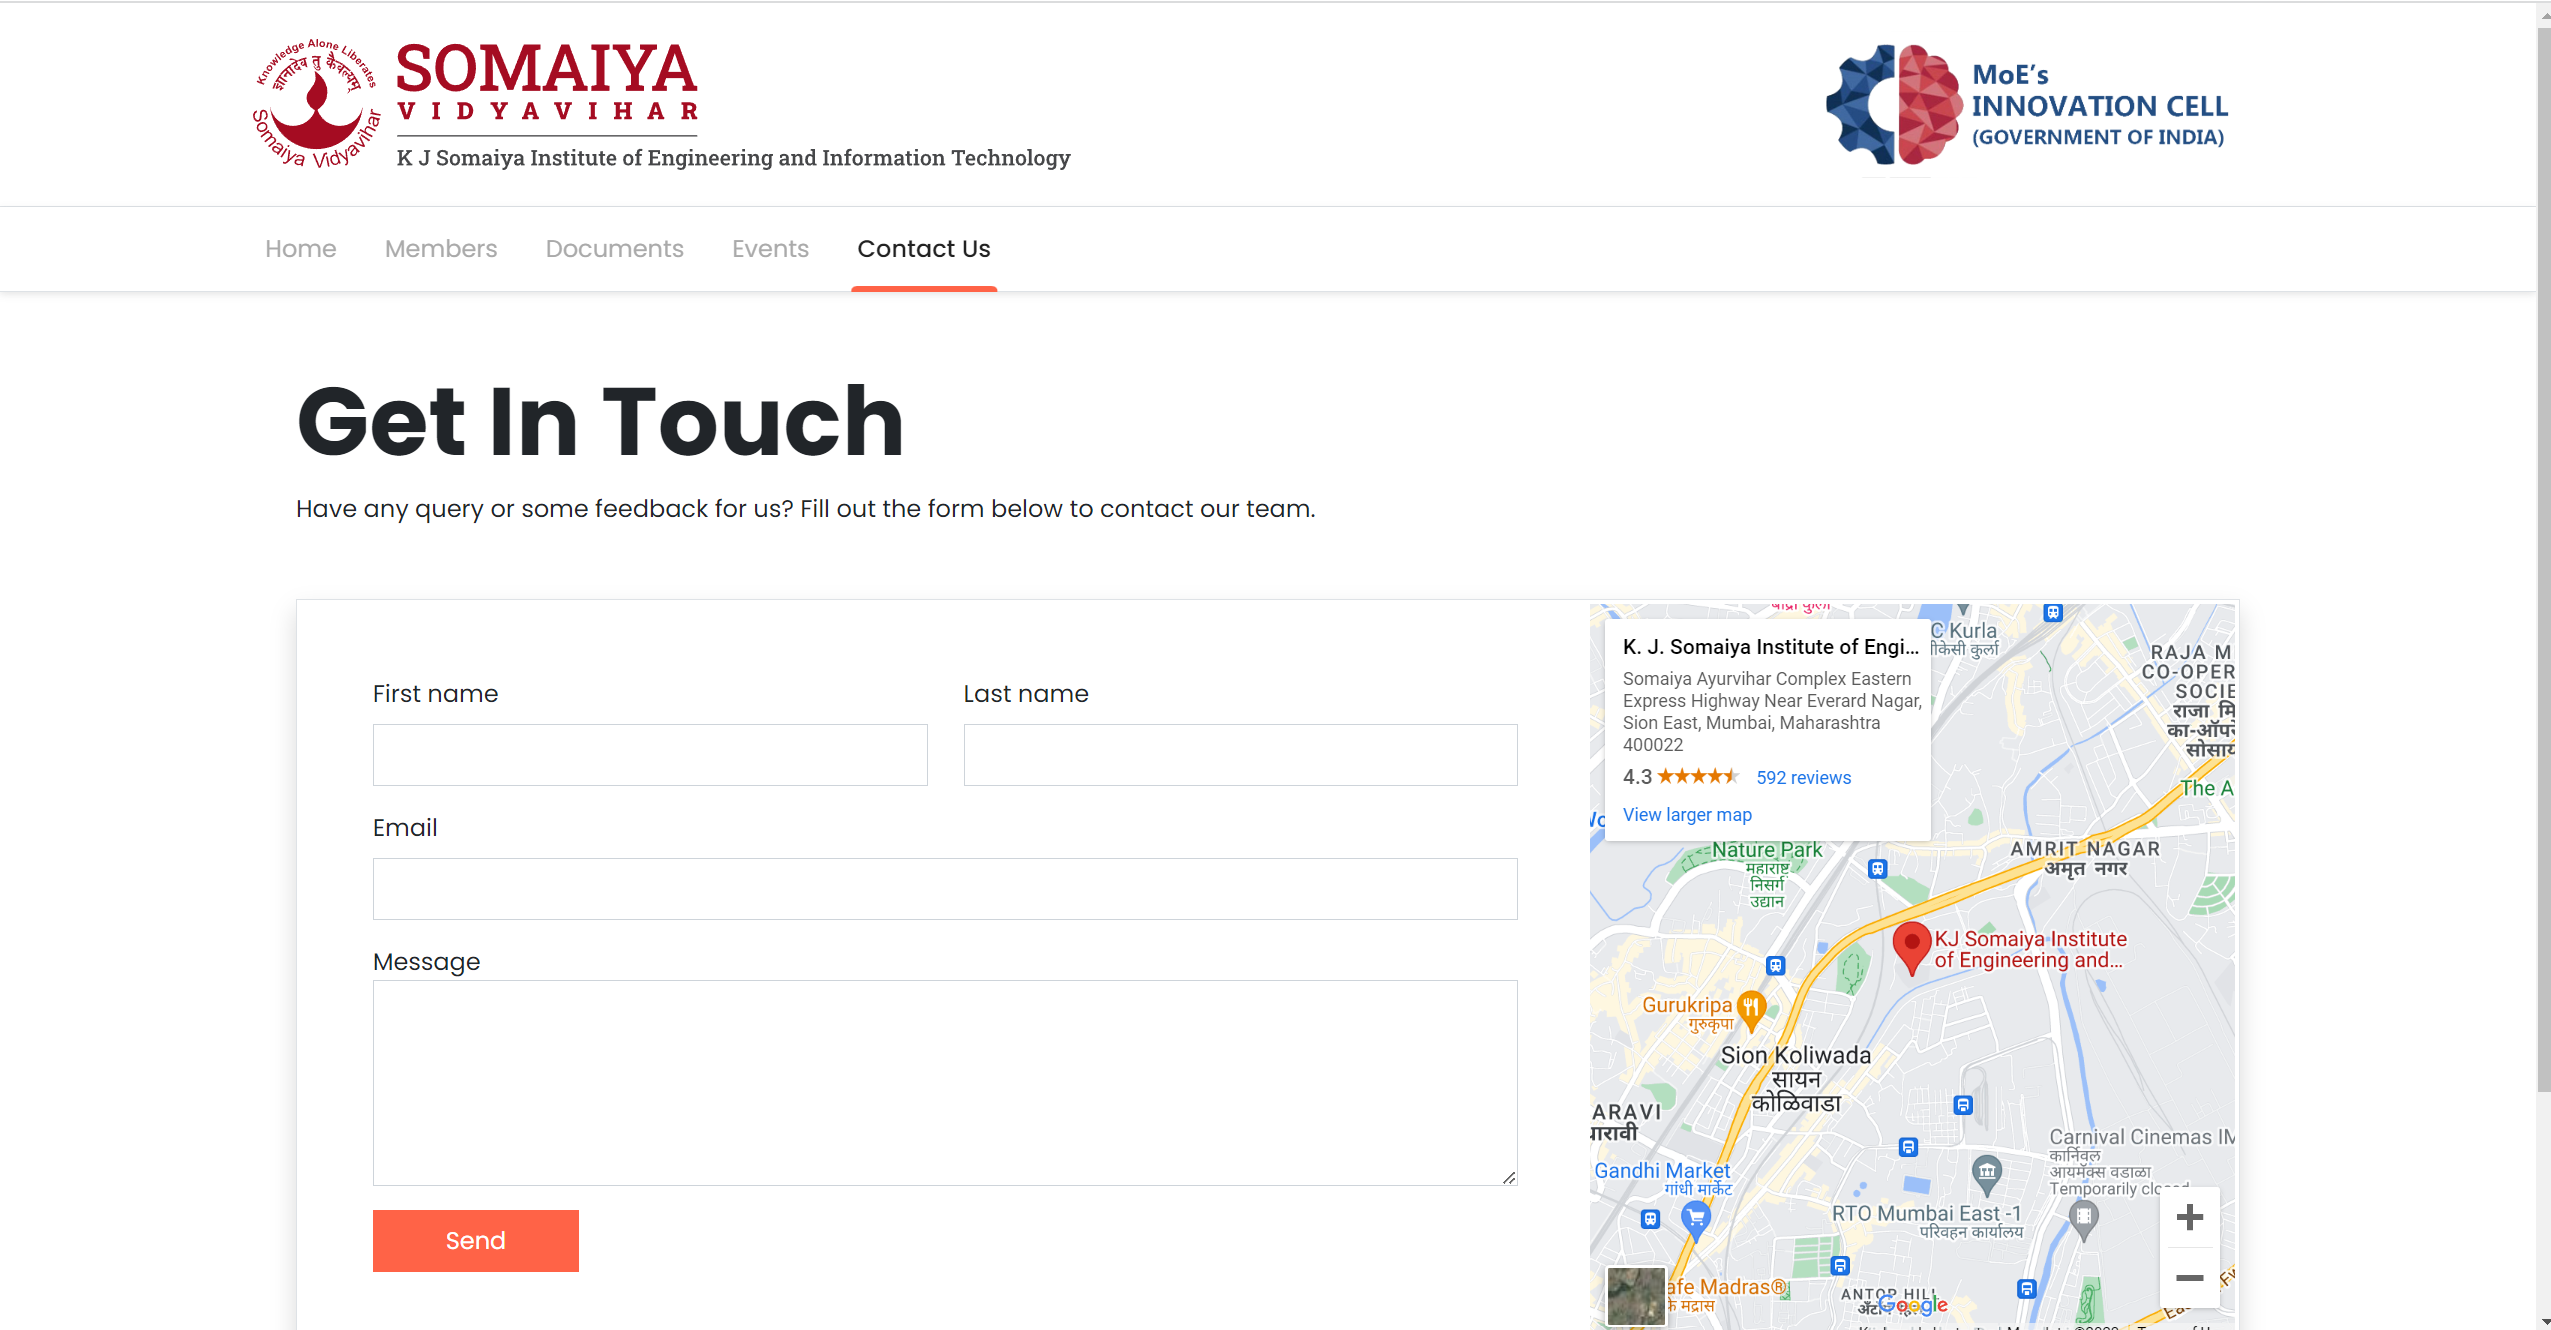 Knowledge Alone Liberates
ज्ञानादेव तु कैवल्यम्
Somaiya Vidyavihar
SOMAIYA
VIDYAVIHAR
K J Somaiya Institute of Engineering and Information Technology
MoE's
INNOVATION CELL
(GOVERNMENT OF INDIA)
Home Members Documents Events Contact Us
Get In Touch
Have any query or some feedback for us? Fill out the form below to contact our team.
First name
Last name
Email
Message
Send
K. J. Somaiya Institute of Engi...
Somaiya Ayurvihar Complex Eastern
Express Highway Near Everard Nagar,
Sion East, Mumbai, Maharashtra
400022
4.3 592 reviews
View larger map
C Kurla
कुर्ला
RAJA M
CO-OPER
SOCIE
राजा मि
The A
Nature Park
महाराष्ट्र
निसर्ग
उद्यान
AMRIT NAGAR
अमृत नगर
KJ Somaiya Institute
of Engineering and...
Gurukripa
गुरुकृपा
Sion Koliwada
सायन
कोळिवाडा
ARAVI
Carnival Cinemas IM
कार्निवल
आयमॅक्स वडाळा
Temporarily
Gandhi Market
गांधी मार्केट
RTO Mumbai East -1
परिवहन कार्यालय
afe Madras®
के मद्रास
ANTOP HILL
Google